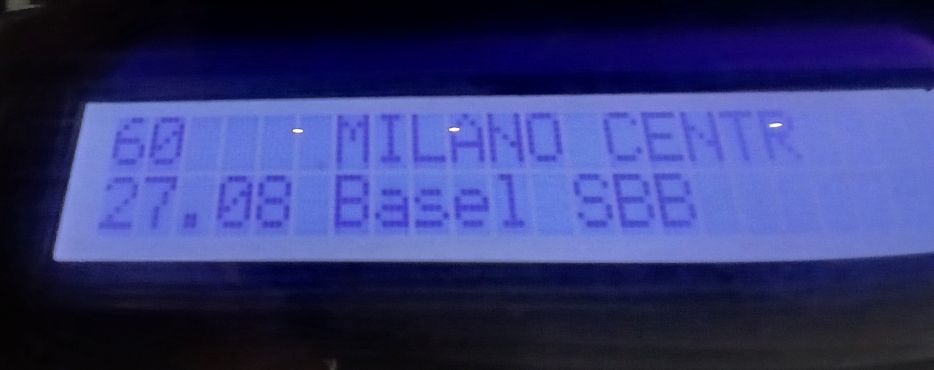 60 MILANO CENTR
27.08 Basel SBB